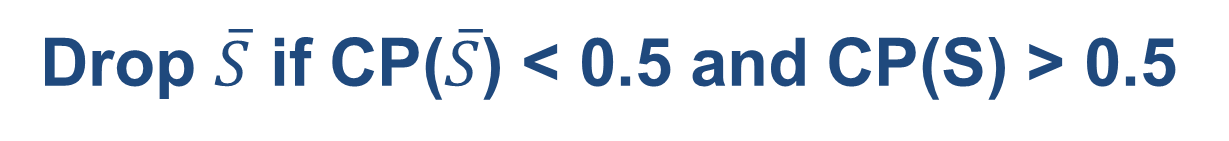 Drop S̄ if CP(S̄) < 0.5 and CP(S) > 0.5